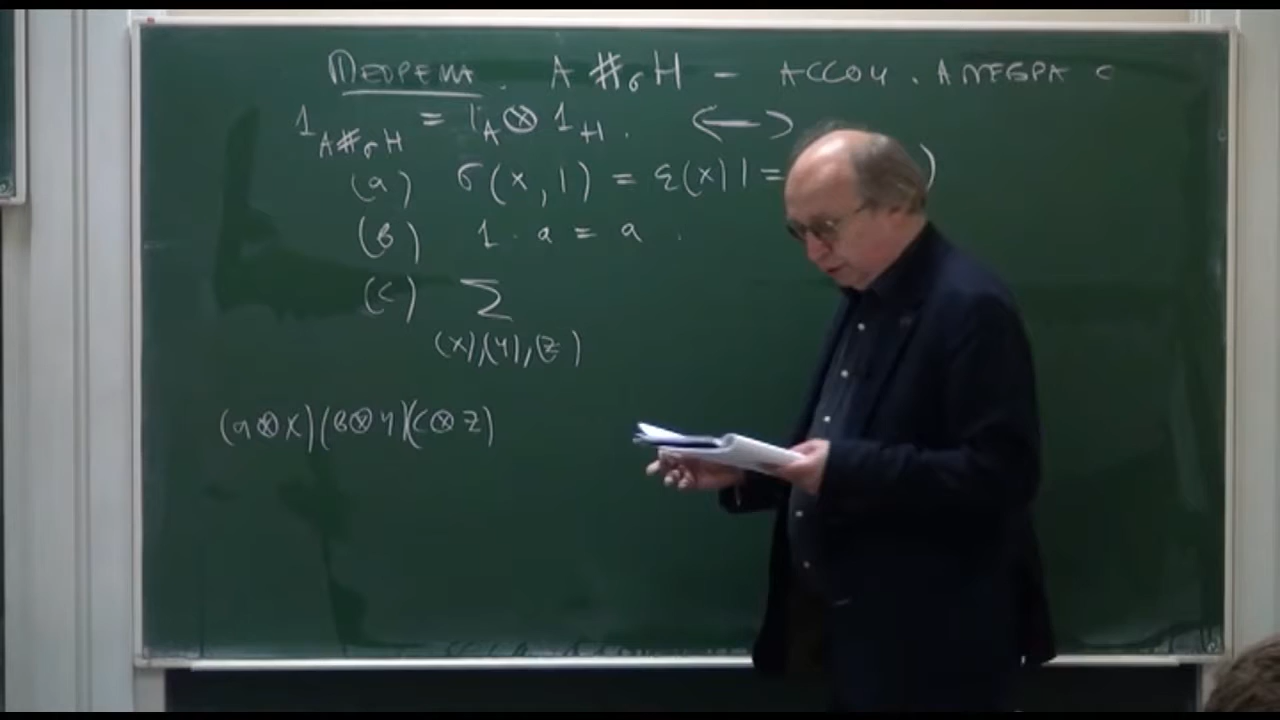 Теорема. A #σ H – ассоц. алгебра с
1_{A#σH} = 1_A ⊗ 1_H. ⟷
(a) σ(x, 1) = ε(x)1 = )
(в) 1 · a = a.
(c) Σ
(x),(y),(z)
(a⊗x)(в⊗y)(c⊗z)